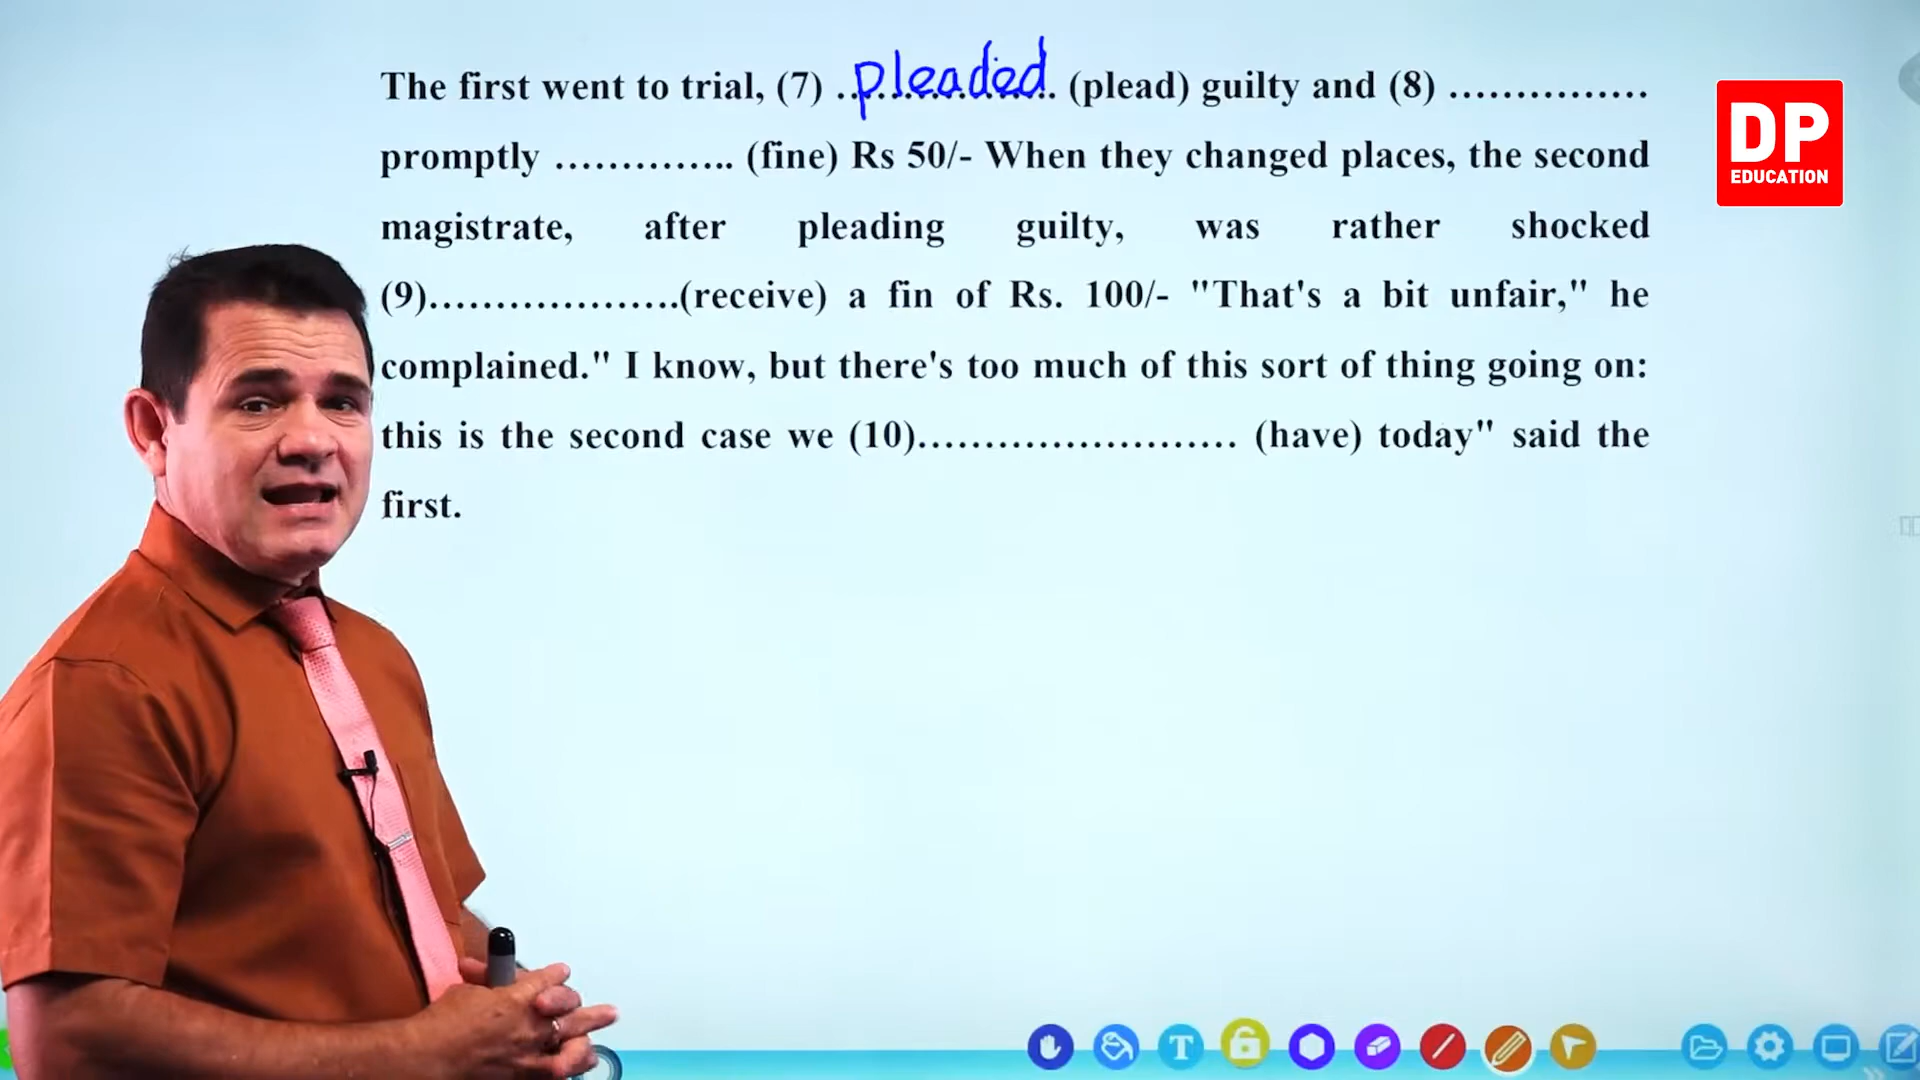 The first went to trial, (7) ..pleaded.. (plead) guilty and (8) ……………
promptly ………….. (fine) Rs 50/- When they changed places, the second
magistrate, after pleading guilty, was rather shocked
(9)……………….(receive) a fin of Rs. 100/- "That's a bit unfair," he
complained." I know, but there's too much of this sort of thing going on:
this is the second case we (10)…………………… (have) today" said the
first.
DP
EDUCATION
T